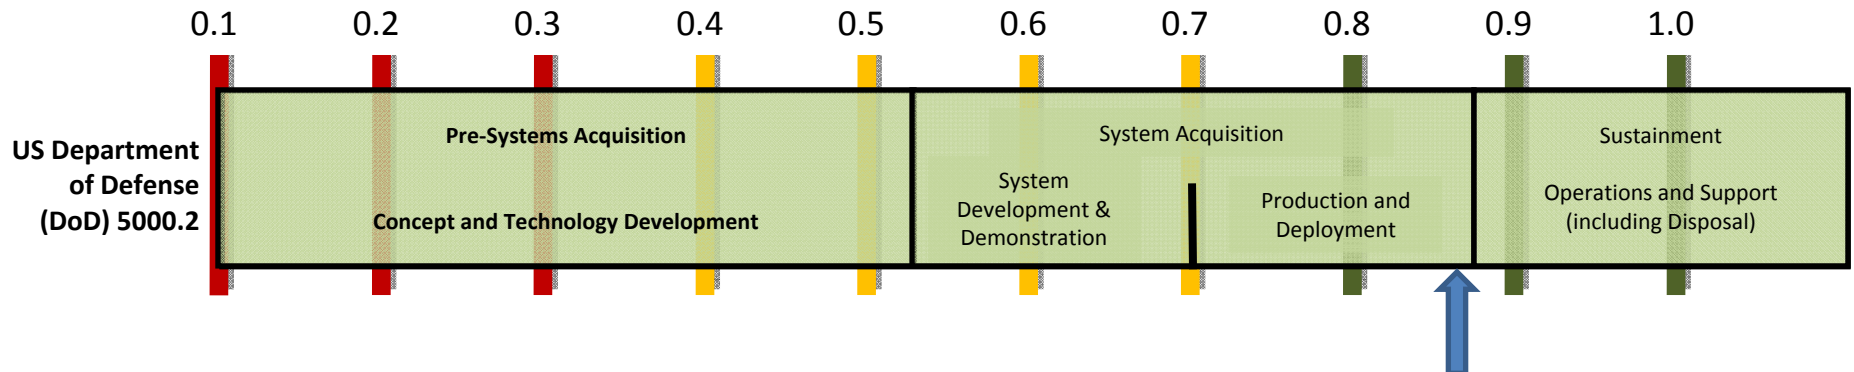 0.1 0.2 0.3 0.4 0.5 0.6 0.7 0.8 0.9 1.0
US Department
of Defense
(DoD) 5000.2
Pre-Systems Acquisition
Concept and Technology Development
System Acquisition
System
Development &
Demonstration
Production and
Deployment
Sustainment
Operations and Support
(including Disposal)